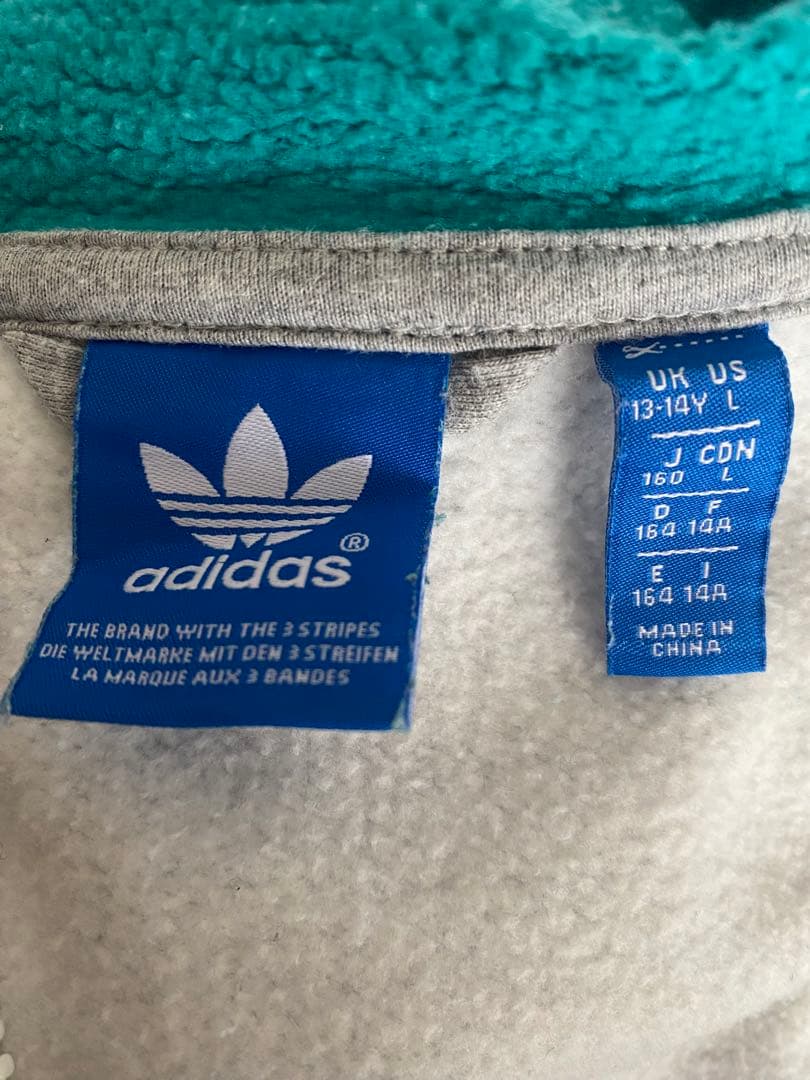 adidas®
THE BRAND WITH THE 3 STRIPES
DIE WELTMARKE MIT DEN 3 STREIFEN
LA MARQUE AUX 3 BANDES
UK US
13-14Y L
J CDN
160 L
D F
164 14A
E I
164 14A
MADE IN
CHINA